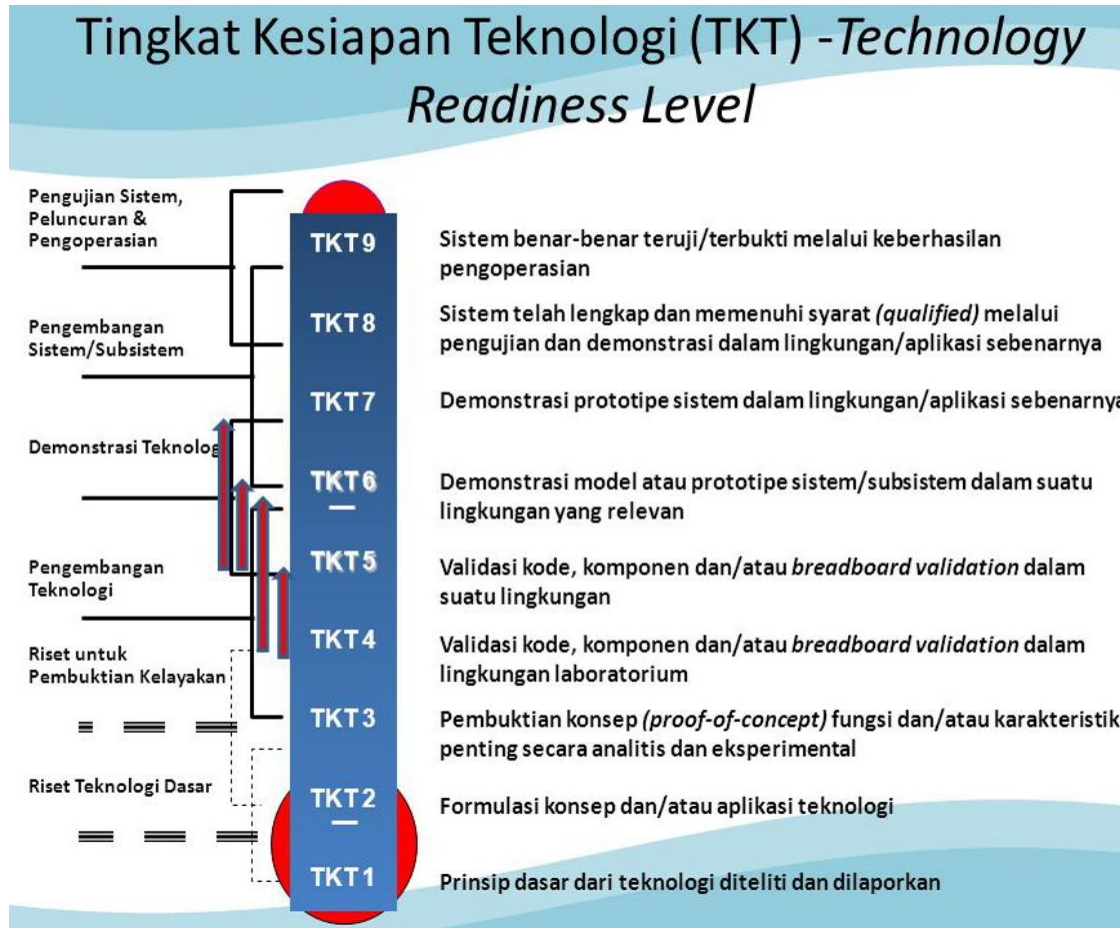 Tingkat Kesiapan Teknologi (TKT) -Technology
Readiness Level
Pengujian Sistem,
Peluncuran &
Pengoperasian
Pengembangan
Sistem/Subsistem
Demonstrasi Teknolog
Pengembangan
Teknologi
Riset untuk
Pembuktian Kelayakan
Riset Teknologi Dasar
TKT9
Sistem benar-benar teruji/terbukti melalui keberhasilan
pengoperasian
TKT8
Sistem telah lengkap dan memenuhi syarat (qualified) melalui
pengujian dan demonstrasi dalam lingkungan/aplikasi sebenarnya
TKT7
Demonstrasi prototipe sistem dalam lingkungan/aplikasi sebenarnya
TKT6
Demonstrasi model atau prototipe sistem/subsistem dalam suatu
lingkungan yang relevan
TKT5
Validasi kode, komponen dan/atau breadboard validation dalam
suatu lingkungan
TKT4
Validasi kode, komponen dan/atau breadboard validation dalam
lingkungan laboratorium
TKT3
Pembuktian konsep (proof-of-concept) fungsi dan/atau karakteristik
penting secara analitis dan eksperimental
TKT2
Formulasi konsep dan/atau aplikasi teknologi
TKT1
Prinsip dasar dari teknologi diteliti dan dilaporkan